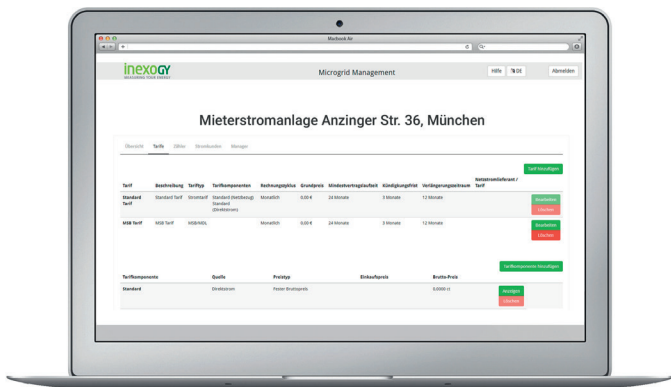 Macbook Air
inexogy
MEASURING YOUR ENERGY
Microgrid Management
Hilfe
DE
Abmelden
Mieterstromanlage Anzinger Str. 36, München
Übersicht Tarife Zähler Stromkunden Manager
Tarif hinzufügen
Tarif Beschreibung Tariftyp Tarifkomponenten Rechnungszyklus Grundpreis Mindestvertragslaufzeit Kündigungsfrist Verlängerungszeitraum Netzstromlieferant / Tarif
Standard Tarif Standard Tarif Stromtarif Standard (Netzbezug) Standard (Direktstrom) Monatlich 0,00 € 24 Monate 3 Monate 12 Monate Bearbeiten
Löschen
MSB Tarif MSB Tarif MSB/MDL Monatlich 0,00 € 24 Monate 3 Monate 12 Monate Bearbeiten
Löschen
Tarifkomponente hinzufügen
Tarifkomponente Quelle Preistyp Einkaufspreis Brutto-Preis
Standard Direktstrom Fester Bruttopreis 0,0000 ct Anzeigen
Löschen